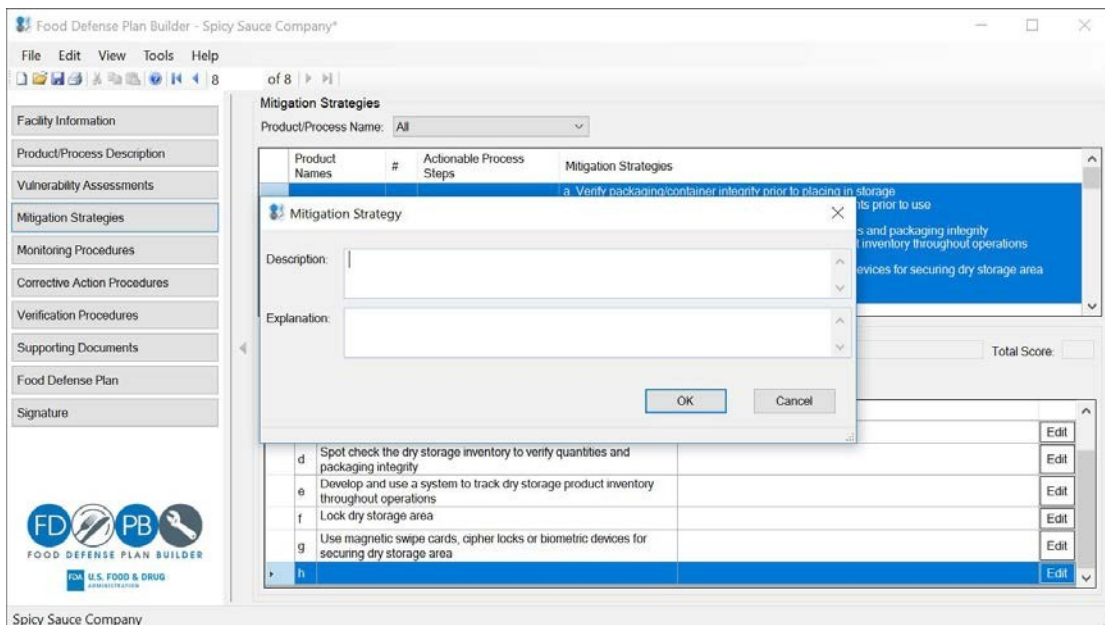 Food Defense Plan Builder - Spicy Sauce Company*
File Edit View Tools Help
8 of 8
Facility Information
Product/Process Description
Vulnerability Assessments
Mitigation Strategies
Monitoring Procedures
Corrective Action Procedures
Verification Procedures
Supporting Documents
Food Defense Plan
Signature
FD PB
FOOD DEFENSE PLAN BUILDER
FDA U.S. FOOD & DRUG
ADMINISTRATION
Mitigation Strategies
Product/Process Name: All
Product Names # Actionable Process Steps Mitigation Strategies
a Verify packaging/container integrity prior to placing in storage
prior to use
s and packaging integrity
inventory throughout operations
evices for securing dry storage area
Mitigation Strategy
Description:
Explanation:
OK Cancel
Total Score:
Edit
d Spot check the dry storage inventory to verify quantities and
packaging integrity Edit
e Develop and use a system to track dry storage product inventory
throughout operations Edit
f Lock dry storage area Edit
g Use magnetic swipe cards, cipher locks or biometric devices for
securing dry storage area Edit
h Edit
Spicy Sauce Company